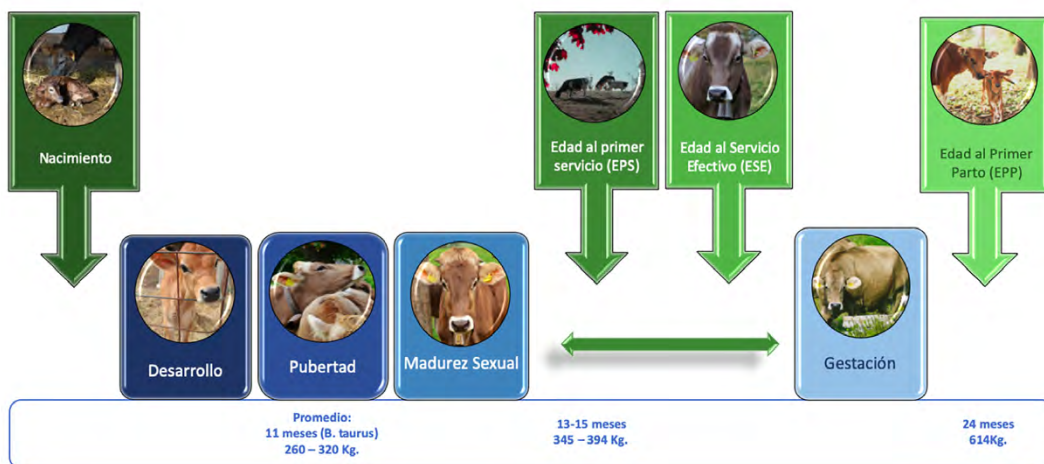 Nacimiento
Edad al primer
servicio (EPS)
Edad al Servicio
Efectivo (ESE)
Edad al Primer
Parto (EPP)
Desarrollo
Pubertad
Madurez Sexual
Gestación
Promedio:
11 meses (B. taurus)
260 – 320 Kg.
13-15 meses
345 – 394 Kg.
24 meses
614Kg.